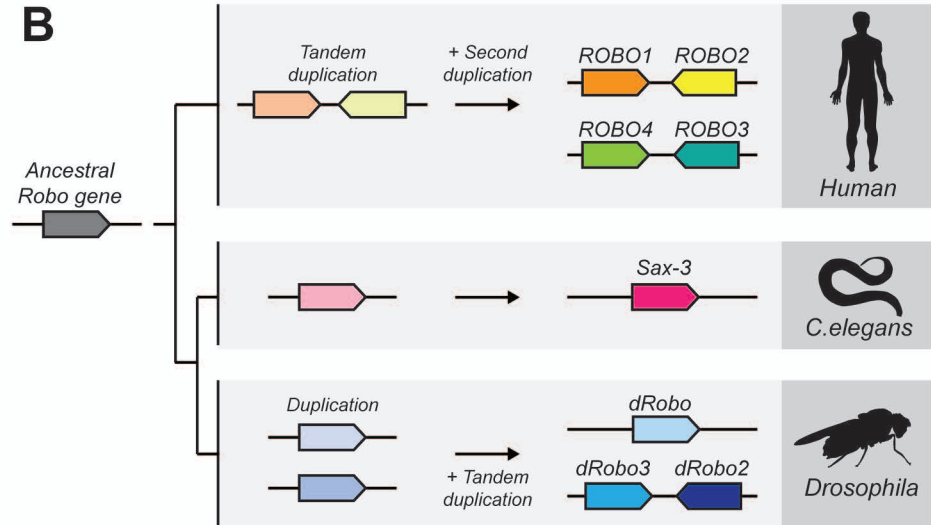 B
Ancestral
Robo gene
Tandem
duplication
+ Second
duplication
ROBO1
ROBO2
ROBO4
ROBO3
Human
Sax-3
C.elegans
Duplication
+ Tandem
duplication
dRobo
dRobo3
dRobo2
Drosophila